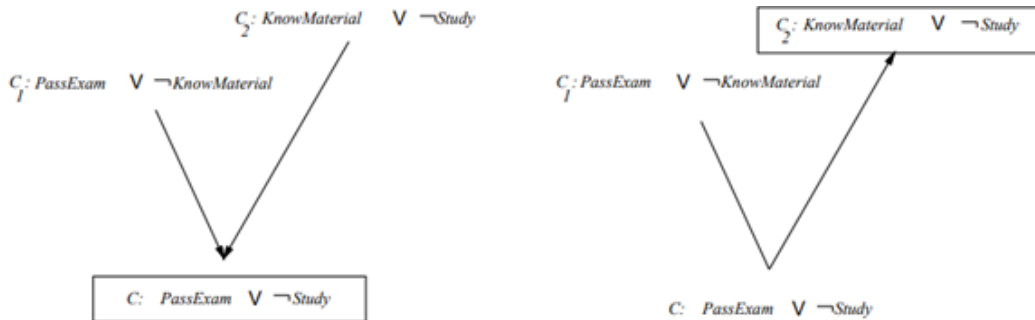 C₂: KnowMaterial V ¬Study
C₁: PassExam V ¬KnowMaterial
C: PassExam V ¬Study
C₂: KnowMaterial V ¬Study
C₁: PassExam V ¬KnowMaterial
C: PassExam V ¬Study